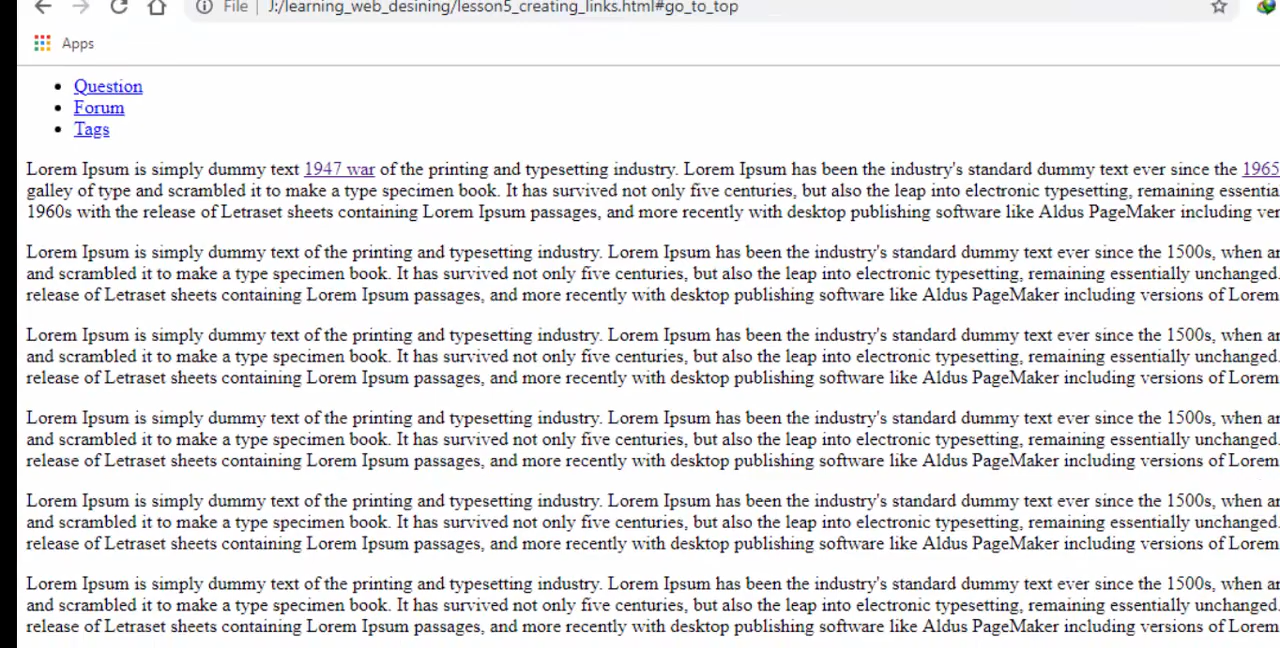 File | J:/learning_web_desining/lesson5_creating_links.html#go_to_top
Apps
Question
Forum
Tags
Lorem Ipsum is simply dummy text 1947 war of the printing and typesetting industry. Lorem Ipsum has been the industry's standard dummy text ever since the 1965
galley of type and scrambled it to make a type specimen book. It has survived not only five centuries, but also the leap into electronic typesetting, remaining
1960s with the release of Letraset sheets containing Lorem Ipsum passages, and more recently with desktop publishing software like Aldus PageMaker including
Lorem Ipsum is simply dummy text of the printing and typesetting industry. Lorem Ipsum has been the industry's standard dummy text ever since the 1500s, when
and scrambled it to make a type specimen book. It has survived not only five centuries, but also the leap into electronic typesetting, remaining essentially unchanged.
release of Letraset sheets containing Lorem Ipsum passages, and more recently with desktop publishing software like Aldus PageMaker including versions of Lorem
Lorem Ipsum is simply dummy text of the printing and typesetting industry. Lorem Ipsum has been the industry's standard dummy text ever since the 1500s, when
and scrambled it to make a type specimen book. It has survived not only five centuries, but also the leap into electronic typesetting, remaining essentially unchanged.
release of Letraset sheets containing Lorem Ipsum passages, and more recently with desktop publishing software like Aldus PageMaker including versions of Lorem
Lorem Ipsum is simply dummy text of the printing and typesetting industry. Lorem Ipsum has been the industry's standard dummy text ever since the 1500s, when
and scrambled it to make a type specimen book. It has survived not only five centuries, but also the leap into electronic typesetting, remaining essentially unchanged.
release of Letraset sheets containing Lorem Ipsum passages, and more recently with desktop publishing software like Aldus PageMaker including versions of Lorem
Lorem Ipsum is simply dummy text of the printing and typesetting industry. Lorem Ipsum has been the industry's standard dummy text ever since the 1500s, when
and scrambled it to make a type specimen book. It has survived not only five centuries, but also the leap into electronic typesetting, remaining essentially unchanged.
release of Letraset sheets containing Lorem Ipsum passages, and more recently with desktop publishing software like Aldus PageMaker including versions of Lorem
Lorem Ipsum is simply dummy text of the printing and typesetting industry. Lorem Ipsum has been the industry's standard dummy text ever since the 1500s, when
and scrambled it to make a type specimen book. It has survived not only five centuries, but also the leap into electronic typesetting, remaining essentially unchanged.
release of Letraset sheets containing Lorem Ipsum passages, and more recently with desktop publishing software like Aldus PageMaker including versions of Lorem